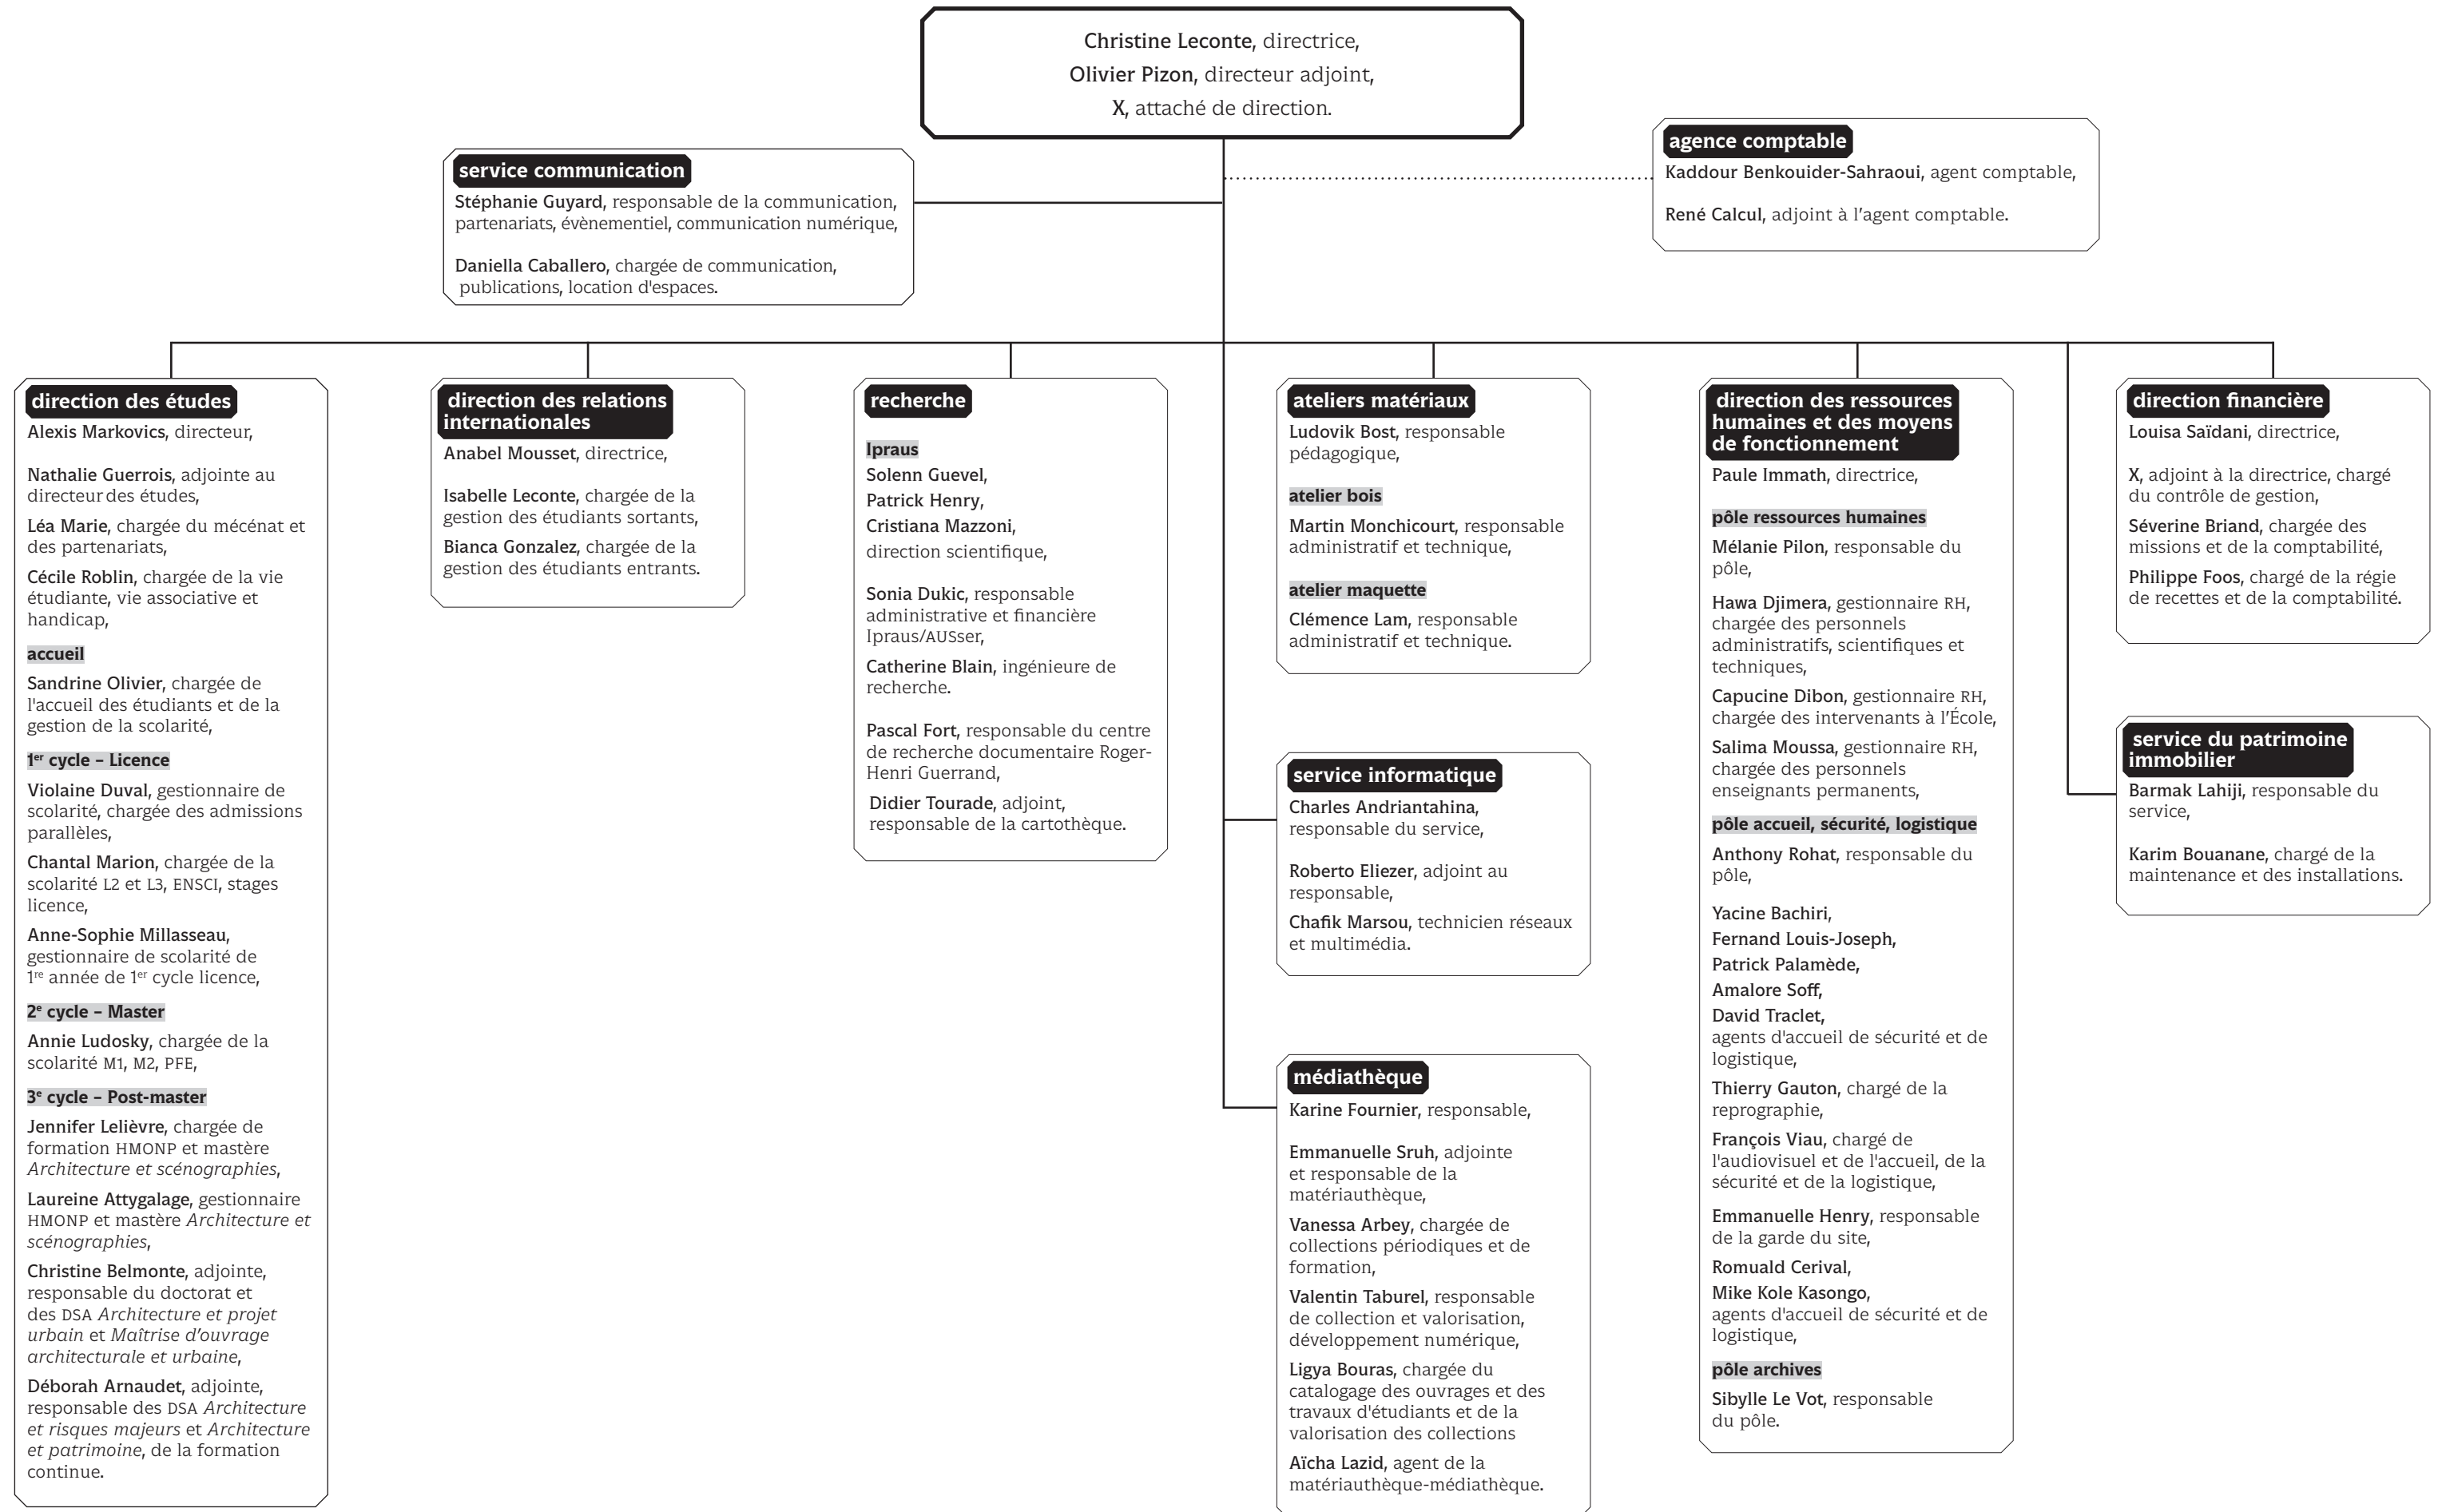 Christine Leconte, directrice,
Olivier Pizon, directeur adjoint,
X, attaché de direction.
service communication
Stéphanie Guyard, responsable de la communication,
partenariats, évènementiel, communication numérique,
Daniella Caballero, chargée de communication,
publications, location d'espaces.
agence comptable
Kaddour Benkouider-Sahraoui, agent comptable,
René Calcul, adjoint à l'agent comptable.
direction des études
Alexis Markovics, directeur,
Nathalie Guerrois, adjointe au
directeur des études,
Léa Marie, chargée du mécénat et
des partenariats,
Cécile Roblin, chargée de la vie
étudiante, vie associative et
handicap,
accueil
Sandrine Olivier, chargée de
l'accueil des étudiants et de la
gestion de la scolarité,
1er cycle – Licence
Violaine Duval, gestionnaire de
scolarité, chargée des admissions
parallèles,
Chantal Marion, chargée de la
scolarité L2 et L3, ENSCI, stages
licence,
Anne-Sophie Millasseau,
gestionnaire de scolarité de
1re année de 1er cycle licence,
2e cycle – Master
Annie Ludosky, chargée de la
scolarité M1, M2, PFE,
3e cycle – Post-master
Jennifer Lelièvre, chargée de
formation HMONP et mastère
Architecture et scénographies,
Laureine Attygalage, gestionnaire
HMONP et mastère Architecture et
scénographies,
Christine Belmonte, adjointe,
responsable du doctorat et
des DSA Architecture et projet
urbain et Maîtrise d'ouvrage
architecturale et urbaine,
Déborah Arnaudet, adjointe,
responsable des DSA Architecture
et risques majeurs et Architecture
et patrimoine, de la formation
continue.
direction des relations
internationales
Anabel Mousset, directrice,
Isabelle Leconte, chargée de la
gestion des étudiants sortants,
Bianca Gonzalez, chargée de la
gestion des étudiants entrants.
recherche
Ipraus
Solenn Guevel,
Patrick Henry,
Cristiana Mazzoni,
direction scientifique,
Sonia Dukic, responsable
administrative et financière
Ipraus/AUSser,
Catherine Blain, ingénieure de
recherche.
Pascal Fort, responsable du centre
de recherche documentaire Roger-
Henri Guerrand,
Didier Tourade, adjoint,
responsable de la cartothèque.
ateliers matériaux
Ludovik Bost, responsable
pédagogique,
atelier bois
Martin Monchicourt, responsable
administratif et technique,
atelier maquette
Clémence Lam, responsable
administratif et technique.
service informatique
Charles Andriantahina,
responsable du service,
Roberto Eliezer, adjoint au
responsable,
Chafik Marsou, technicien réseaux
et multimédia.
médiathèque
Karine Fournier, responsable,
Emmanuelle Sruh, adjointe
et responsable de la
matériauthèque,
Vanessa Arbey, chargée de
collections périodiques et de
formation,
Valentin Taburel, responsable
de collection et valorisation,
développement numérique,
Ligya Bouras, chargée du
catalogage des ouvrages et des
travaux d'étudiants et de la
valorisation des collections
Aïcha Lazid, agent de la
matériauthèque-médiathèque.
direction des ressources
humaines et des moyens
de fonctionnement
Paule Immath, directrice,
pôle ressources humaines
Mélanie Pilon, responsable du
pôle,
Hawa Djimera, gestionnaire RH,
chargée des personnels
administratifs, scientifiques et
techniques,
Capucine Dibon, gestionnaire RH,
chargée des intervenants à l'École,
Salima Moussa, gestionnaire RH,
chargée des personnels
enseignants permanents,
pôle accueil, sécurité, logistique
Anthony Rohat, responsable du
pôle,
Yacine Bachiri,
Fernand Louis-Joseph,
Patrick Palamède,
Amalore Soff,
David Traclet,
agents d'accueil de sécurité et de
logistique,
Thierry Gauton, chargé de la
reprographie,
François Viau, chargé de
l'audiovisuel et de l'accueil, de la
sécurité et de la logistique,
Emmanuelle Henry, responsable
de la garde du site,
Romuald Cerival,
Mike Kole Kasongo,
agents d'accueil de sécurité et de
logistique,
pôle archives
Sibylle Le Vot, responsable
du pôle.
direction financière
Louisa Saïdani, directrice,
X, adjoint à la directrice, chargé
du contrôle de gestion,
Séverine Briand, chargée des
missions et de la comptabilité,
Philippe Foos, chargé de la régie
de recettes et de la comptabilité.
service du patrimoine
immobilier
Barmak Lahiji, responsable du
service,
Karim Bouanane, chargé de la
maintenance et des installations.